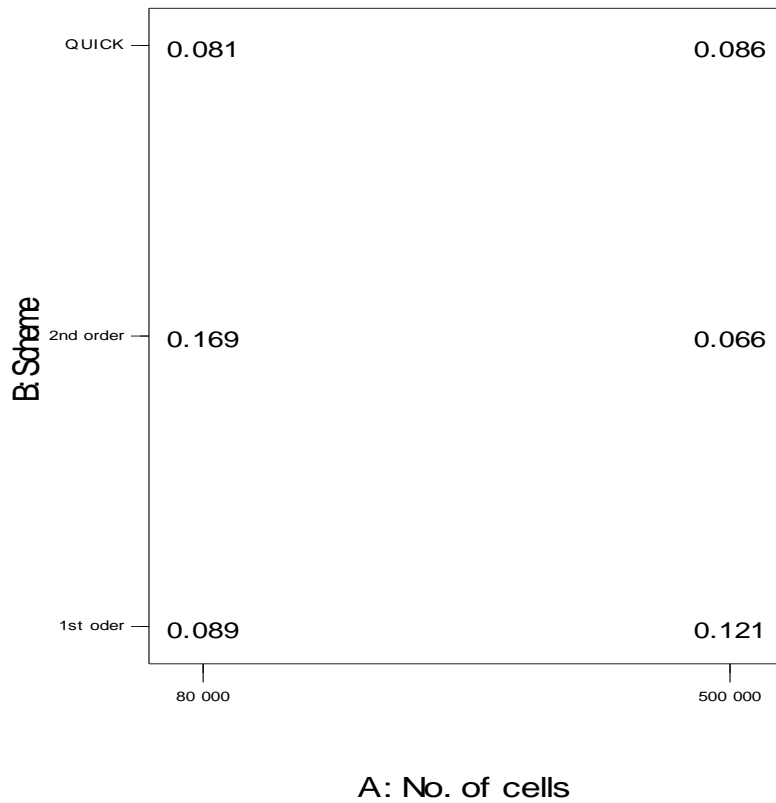 QUICK 0.081 0.086
B: Scheme
2nd order 0.169 0.066
1st oder 0.089 0.121
80 000 500 000
A: No. of cells